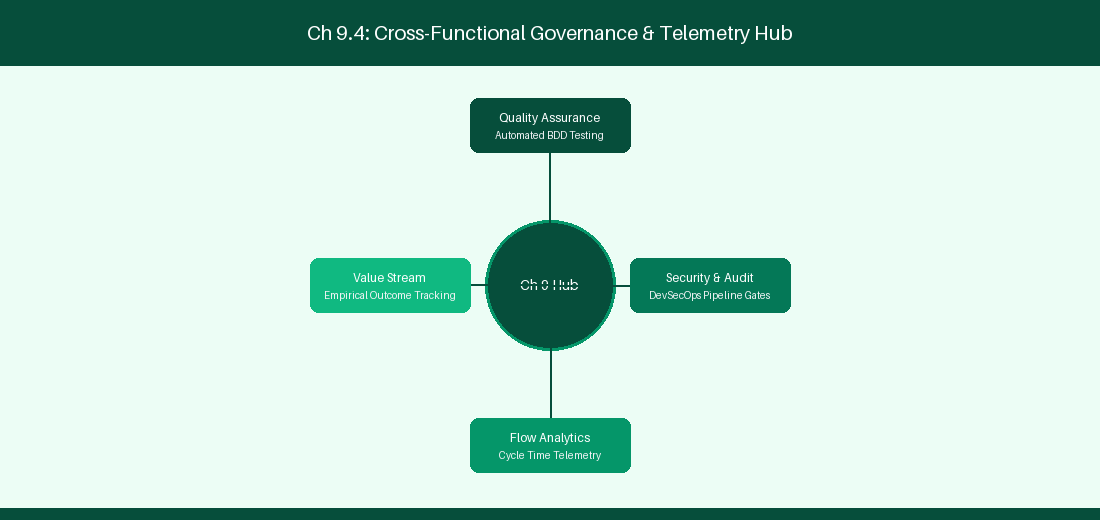 Ch 9.4: Cross-Functional Governance & Telemetry Hub
Quality Assurance
Automated BDD Testing
Value Stream
Empirical Outcome Tracking
Ch 9 Hub
Security & Audit
DevSecOps Pipeline Gates
Flow Analytics
Cycle Time Telemetry